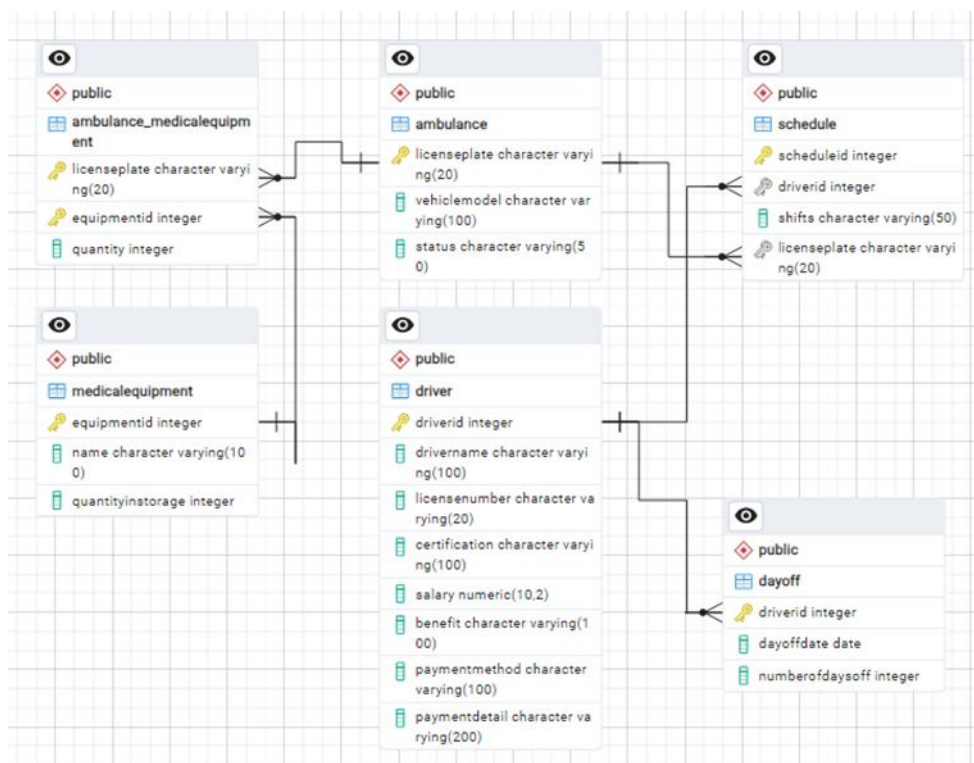 public
ambulance_medicalequipm
ent
licenseplate character varyi
ng(20)
equipmentid integer
quantity integer
public
ambulance
licenseplate character varyi
ng(20)
vehiclemodel character var
ying(100)
status character varying(5
0)
public
schedule
scheduleid integer
driverid integer
shifts character varying(50)
licenseplate character varyi
ng(20)
public
medicalequipment
equipmentid integer
name character varying(10
0)
quantityinstorage integer
public
driver
driverid integer
drivername character varyi
ng(100)
licensenumber character va
rying(20)
certification character varyi
ng(100)
salary numeric(10,2)
benefit character varying(1
00)
paymentmethod character
varying(100)
paymentdetail character va
rying(200)
public
dayoff
driverid integer
dayoffdate date
numberofdaysoff integer